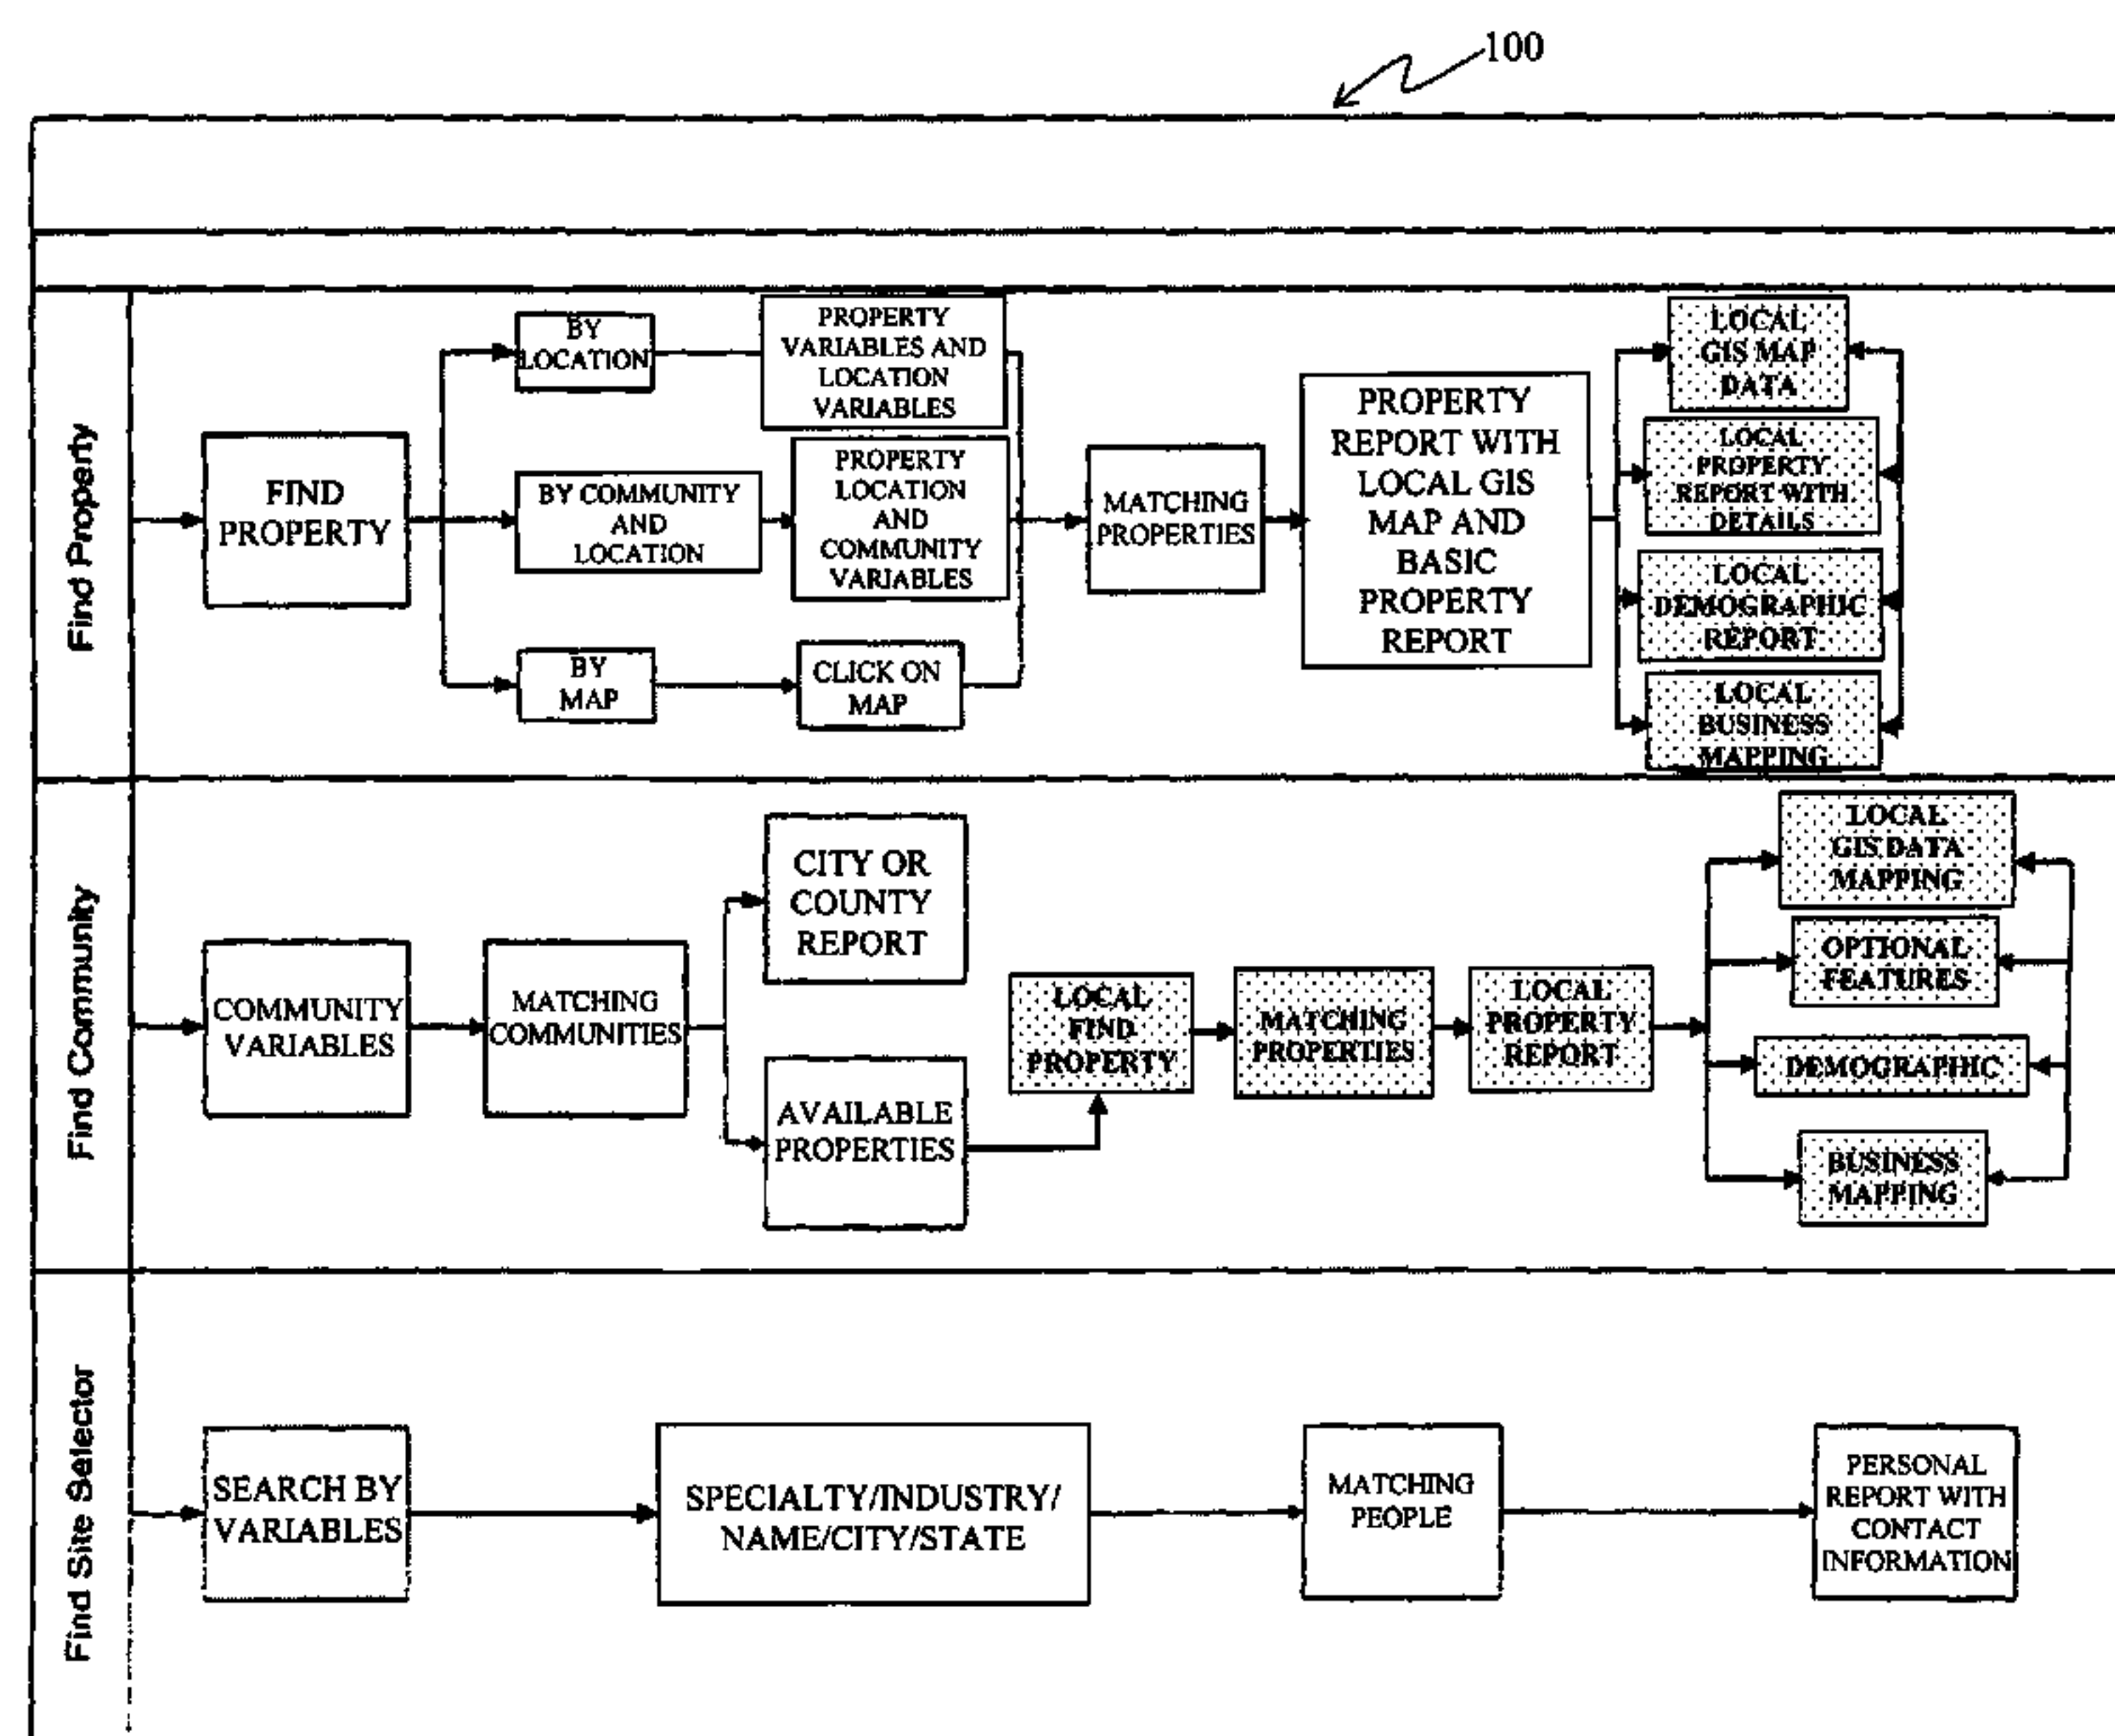 100
Find Property
FIND
PROPERTY
BY
LOCATION
PROPERTY
VARIABLES AND
LOCATION
VARIABLES
BY COMMUNITY
AND
LOCATION
PROPERTY
LOCATION
AND
COMMUNITY
VARIABLES
BY
MAP
CLICK ON
MAP
MATCHING
PROPERTIES
PROPERTY
REPORT WITH
LOCAL GIS
MAP AND
BASIC
PROPERTY
REPORT
LOCAL
GIS MAP
DATA
LOCAL
PROPERTY
REPORT WITH
DETAILS
LOCAL
DEMOGRAPHIC
REPORT
LOCAL
BUSINESS
MAPPING
Find Community
COMMUNITY
VARIABLES
MATCHING
COMMUNITIES
CITY OR
COUNTY
REPORT
AVAILABLE
PROPERTIES
LOCAL
FIND
PROPERTY
MATCHING
PROPERTIES
LOCAL
PROPERTY
REPORT
LOCAL
GIS DATA
MAPPING
OPTIONAL
FEATURES
DEMOGRAPHIC
BUSINESS
MAPPING
Find Site Selector
SEARCH BY
VARIABLES
SPECIALTY/INDUSTRY/
NAME/CITY/STATE
MATCHING
PEOPLE
PERSONAL
REPORT WITH
CONTACT
INFORMATION